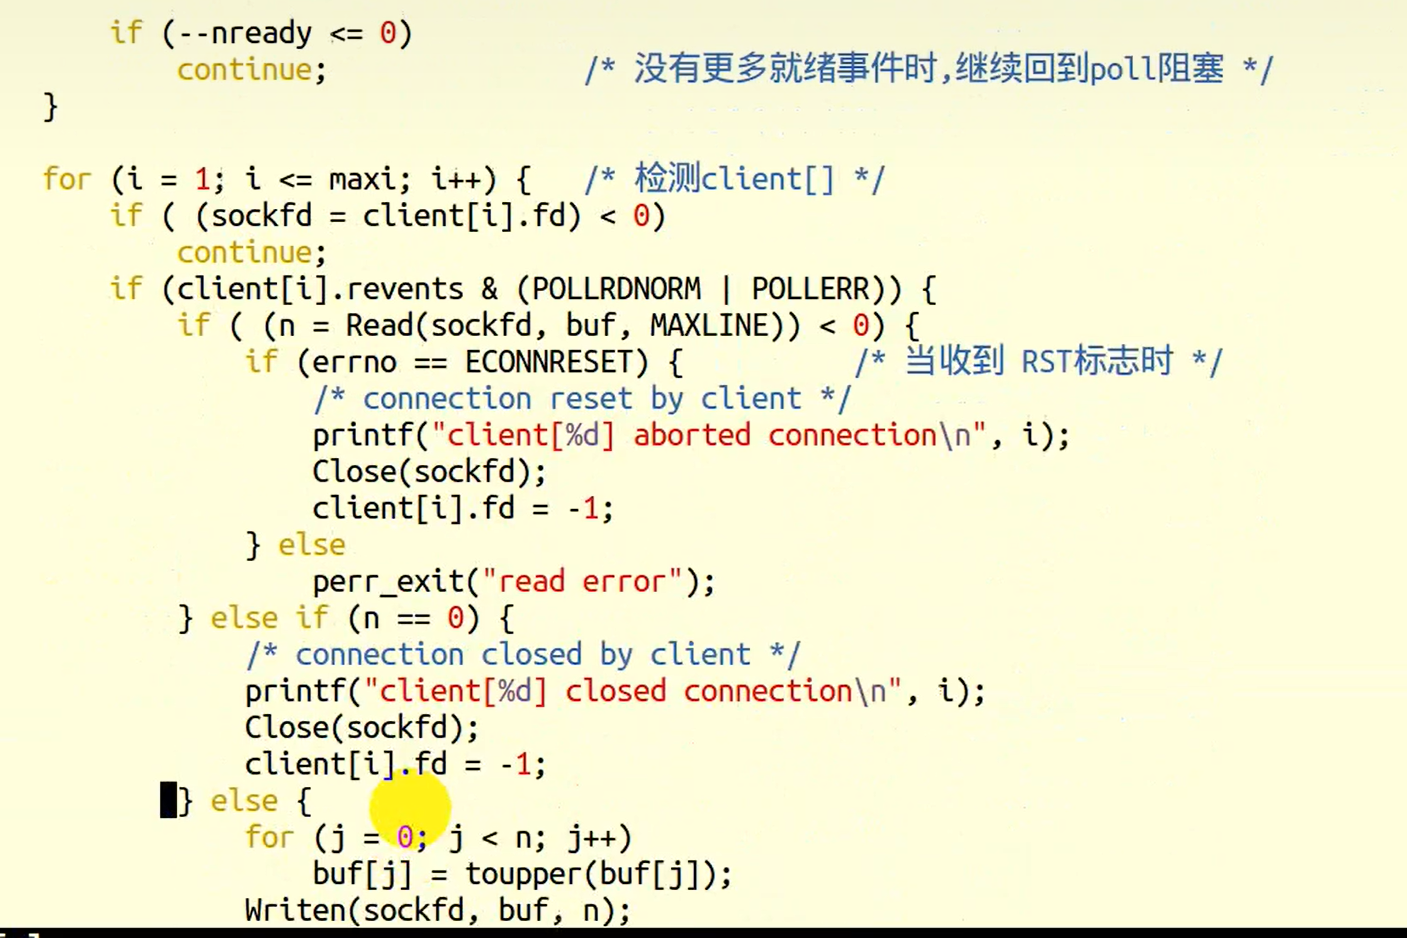 if (--nready <= 0)
continue; /* 没有更多就绪事件时,继续回到poll阻塞 */
}
for (i = 1; i <= maxi; i++) { /* 检测client[] */
if ( (sockfd = client[i].fd) < 0)
continue;
if (client[i].revents & (POLLRDNORM | POLLERR)) {
if ( (n = Read(sockfd, buf, MAXLINE)) < 0) {
if (errno == ECONNRESET) { /* 当收到 RST标志时 */
/* connection reset by client */
printf("client[%d] aborted connection\n", i);
Close(sockfd);
client[i].fd = -1;
} else
perr_exit("read error");
} else if (n == 0) {
/* connection closed by client */
printf("client[%d] closed connection\n", i);
Close(sockfd);
client[i].fd = -1;
} else {
for (j = 0; j < n; j++)
buf[j] = toupper(buf[j]);
Writen(sockfd, buf, n);